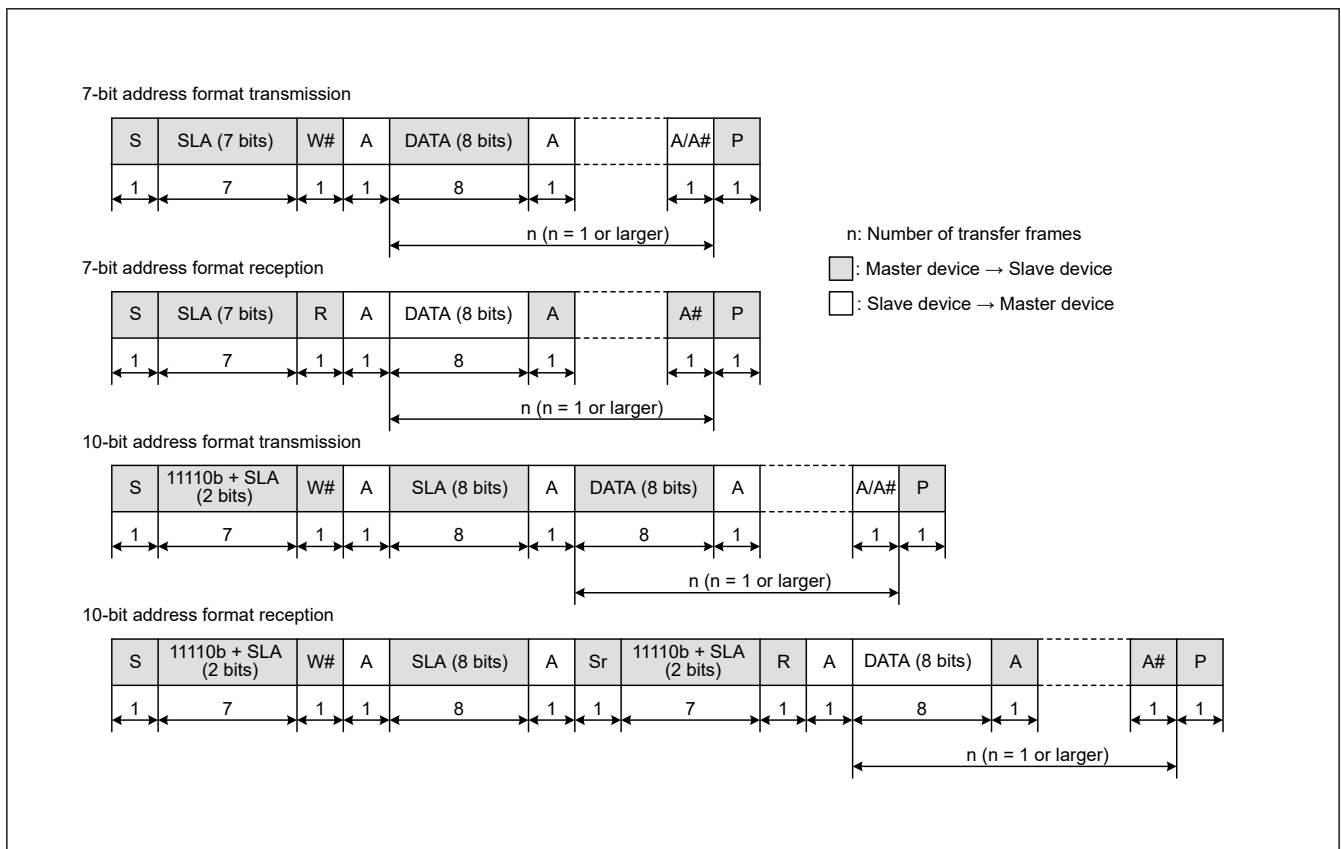 7-bit address format transmission
S SLA (7 bits) W# A DATA (8 bits) A A/A# P
1 7 1 1 8 1 1 1
n (n = 1 or larger)
7-bit address format reception
S SLA (7 bits) R A DATA (8 bits) A A# P
1 7 1 1 8 1 1 1
n (n = 1 or larger)
n: Number of transfer frames
: Master device → Slave device
: Slave device → Master device
10-bit address format transmission
S 11110b + SLA (2 bits) W# A SLA (8 bits) A DATA (8 bits) A A/A# P
1 7 1 1 8 1 8 1 1 1
n (n = 1 or larger)
10-bit address format reception
S 11110b + SLA (2 bits) W# A SLA (8 bits) A Sr 11110b + SLA (2 bits) R A DATA (8 bits) A A# P
1 7 1 1 8 1 1 7 1 1 8 1 1 1
n (n = 1 or larger)